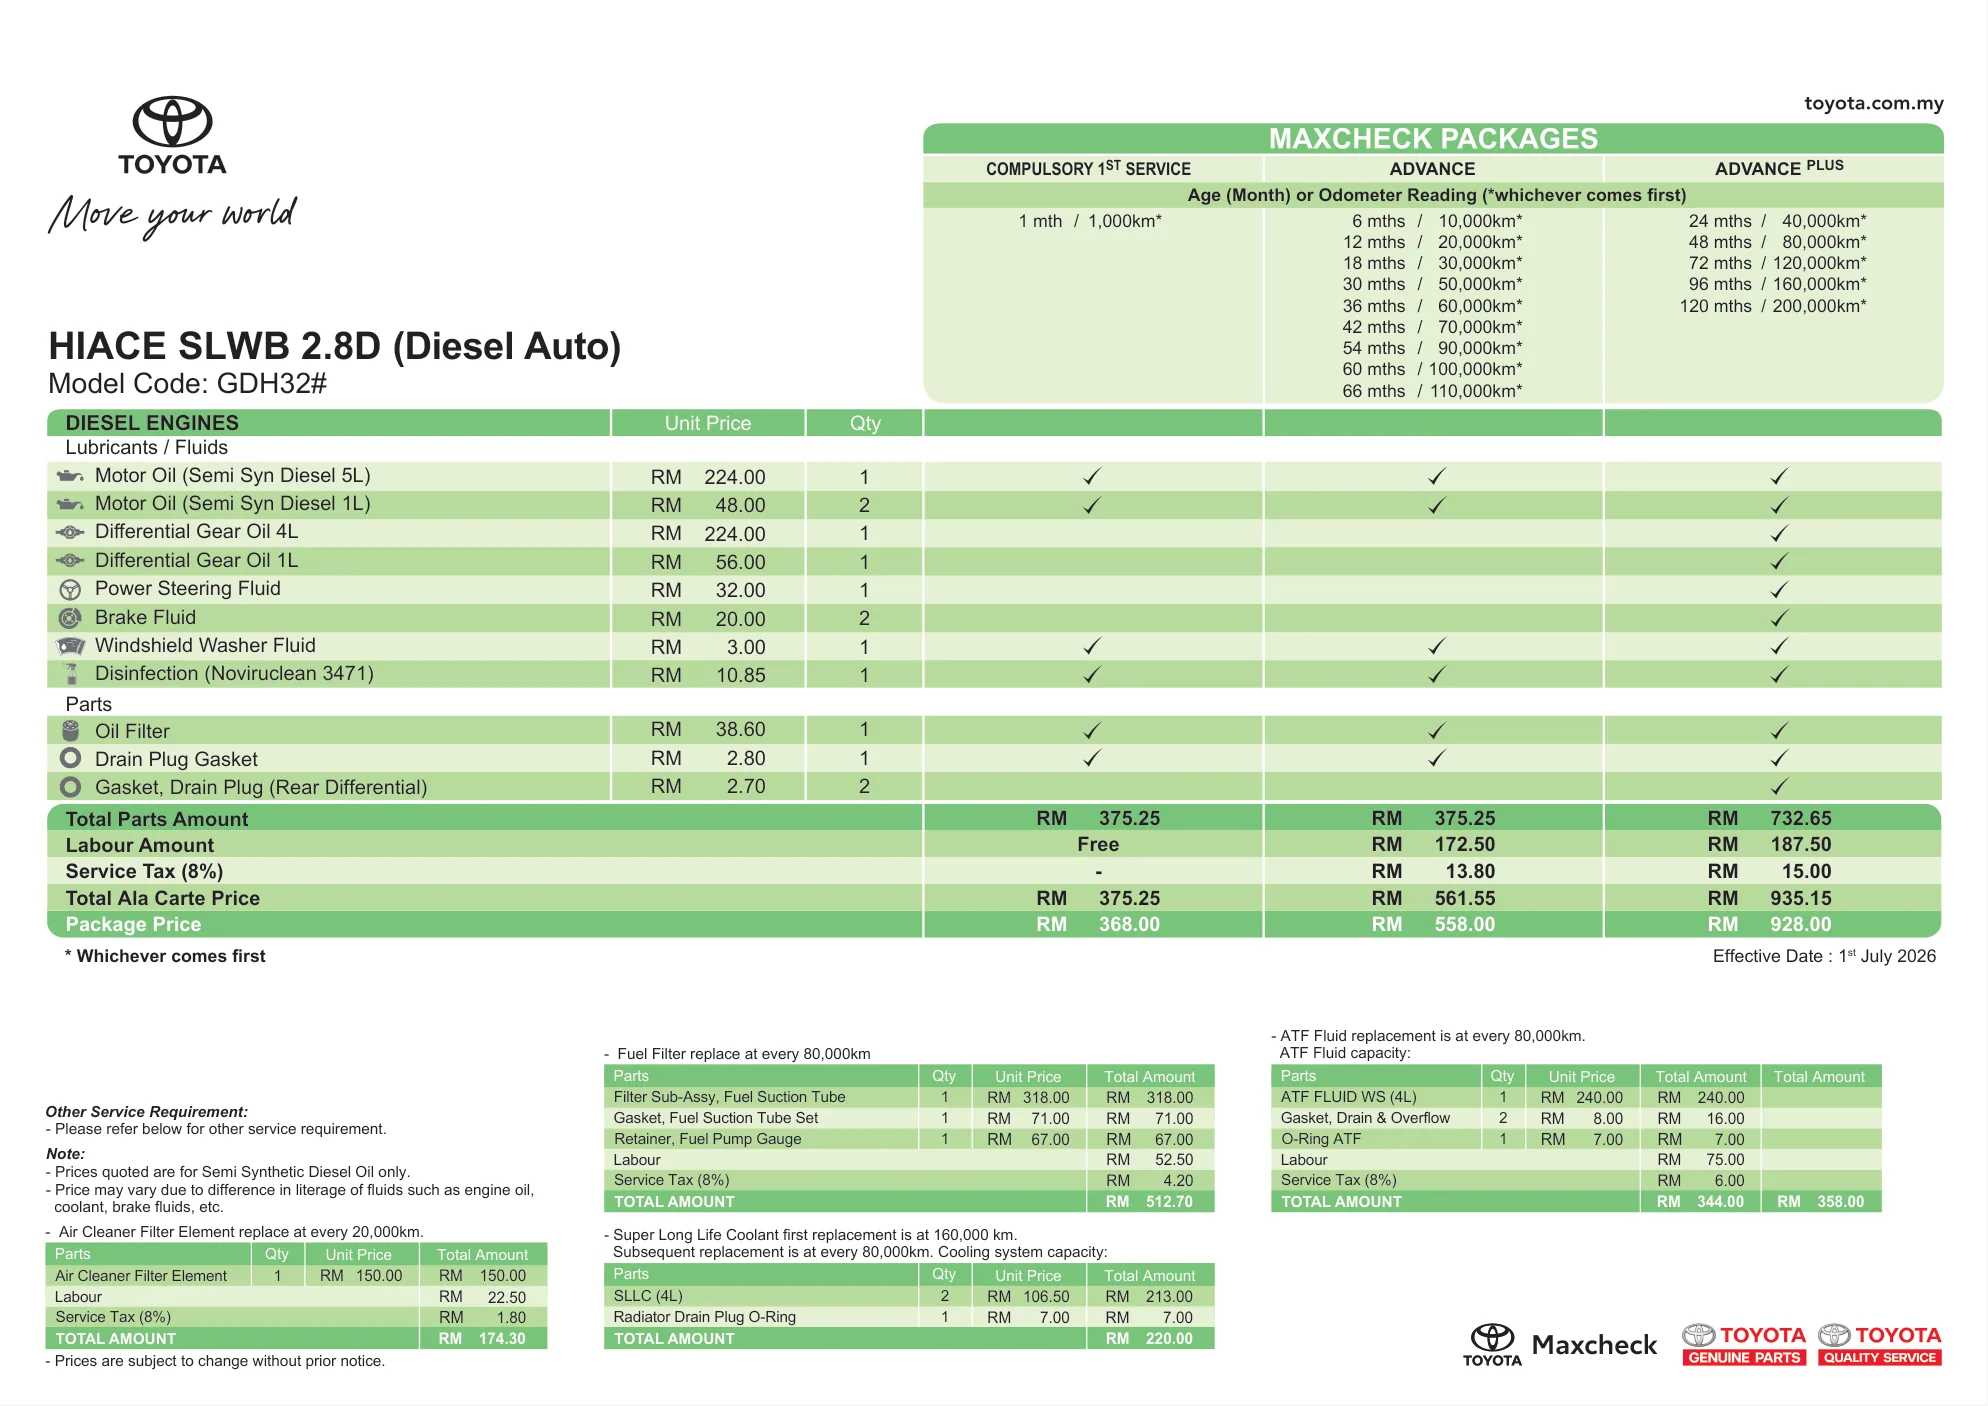 TOYOTA
Move your world
toyota.com.my
MAXCHECK PACKAGES
COMPULSORY 1ST SERVICE ADVANCE ADVANCE PLUS
Age (Month) or Odometer Reading (*whichever comes first)
1 mth / 1,000km* 6 mths / 10,000km* 24 mths / 40,000km*
12 mths / 20,000km* 48 mths / 80,000km*
18 mths / 30,000km* 72 mths / 120,000km*
30 mths / 50,000km* 96 mths / 160,000km*
36 mths / 60,000km* 120 mths / 200,000km*
42 mths / 70,000km*
54 mths / 90,000km*
60 mths / 100,000km*
66 mths / 110,000km*
HIACE SLWB 2.8D (Diesel Auto)
Model Code: GDH32#
DIESEL ENGINES Unit Price Qty
Lubricants / Fluids
Motor Oil (Semi Syn Diesel 5L) RM 224.00 1 ✓ ✓ ✓
Motor Oil (Semi Syn Diesel 1L) RM 48.00 2 ✓ ✓ ✓
Differential Gear Oil 4L RM 224.00 1 ✓
Differential Gear Oil 1L RM 56.00 1 ✓
Power Steering Fluid RM 32.00 1 ✓
Brake Fluid RM 20.00 2 ✓
Windshield Washer Fluid RM 3.00 1 ✓ ✓ ✓
Disinfection (Noviruclean 3471) RM 10.85 1 ✓ ✓ ✓
Parts
Oil Filter RM 38.60 1 ✓ ✓ ✓
Drain Plug Gasket RM 2.80 1 ✓ ✓ ✓
Gasket, Drain Plug (Rear Differential) RM 2.70 2 ✓
Total Parts Amount RM 375.25 RM 375.25 RM 732.65
Labour Amount Free RM 172.50 RM 187.50
Service Tax (8%) - RM 13.80 RM 15.00
Total Ala Carte Price RM 375.25 RM 561.55 RM 935.15
Package Price RM 368.00 RM 558.00 RM 928.00
* Whichever comes first
Effective Date : 1st July 2026
Other Service Requirement:
- Please refer below for other service requirement.
Note:
- Prices quoted are for Semi Synthetic Diesel Oil only.
- Price may vary due to difference in literage of fluids such as engine oil,
coolant, brake fluids, etc.
- Air Cleaner Filter Element replace at every 20,000km.
Parts Qty Unit Price Total Amount
Air Cleaner Filter Element 1 RM 150.00 RM 150.00
Labour RM 22.50
Service Tax (8%) RM 1.80
TOTAL AMOUNT RM 174.30
- Prices are subject to change without prior notice.
- Fuel Filter replace at every 80,000km
Parts Qty Unit Price Total Amount
Filter Sub-Assy, Fuel Suction Tube 1 RM 318.00 RM 318.00
Gasket, Fuel Suction Tube Set 1 RM 71.00 RM 71.00
Retainer, Fuel Pump Gauge 1 RM 67.00 RM 67.00
Labour RM 52.50
Service Tax (8%) RM 4.20
TOTAL AMOUNT RM 512.70
- Super Long Life Coolant first replacement is at 160,000 km.
Subsequent replacement is at every 80,000km. Cooling system capacity:
Parts Qty Unit Price Total Amount
SLLC (4L) 2 RM 106.50 RM 213.00
Radiator Drain Plug O-Ring 1 RM 7.00 RM 7.00
TOTAL AMOUNT RM 220.00
- ATF Fluid replacement is at every 80,000km.
ATF Fluid capacity:
Parts Qty Unit Price Total Amount Total Amount
ATF FLUID WS (4L) 1 RM 240.00 RM 240.00
Gasket, Drain & Overflow 2 RM 8.00 RM 16.00
O-Ring ATF 1 RM 7.00 RM 7.00
Labour RM 75.00
Service Tax (8%) RM 6.00
TOTAL AMOUNT RM 344.00 RM 358.00
TOYOTA Maxcheck
TOYOTA GENUINE PARTS
TOYOTA QUALITY SERVICE